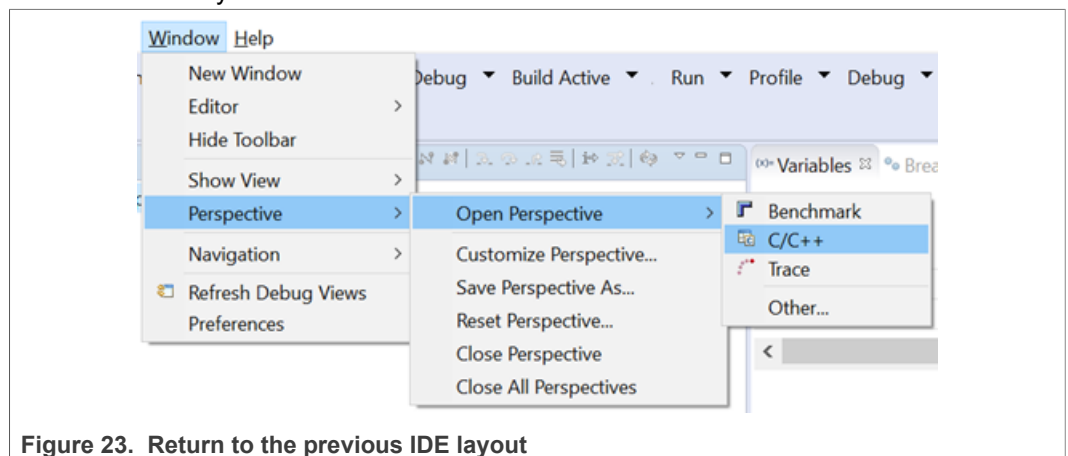 Window Help
New Window
Debug Build Active Run Profile Debug
Editor
Hide Toolbar
Show View
Variables
Perspective
Open Perspective
Benchmark
C/C++
Navigation
Customize Perspective...
Trace
Refresh Debug Views
Save Perspective As...
Other...
Preferences
Reset Perspective...
Close Perspective
Close All Perspectives
Figure 23. Return to the previous IDE layout